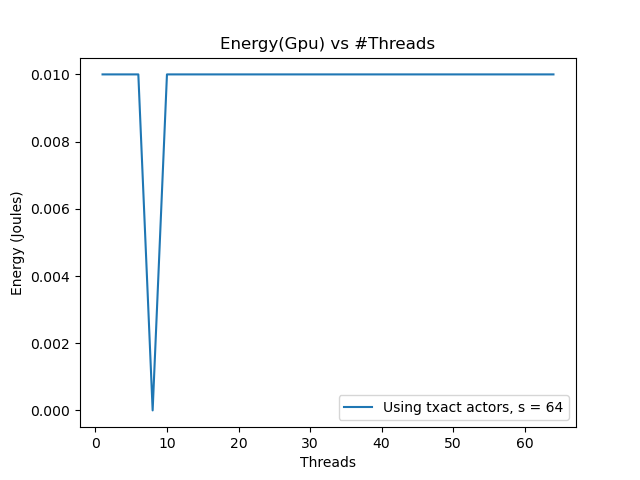 Energy(Gpu) vs #Threads
0.010
0.008
0.006
0.004
0.002
0.000
Energy (Joules)
Using txact actors, s = 64
0 10 20 30 40 50 60
Threads